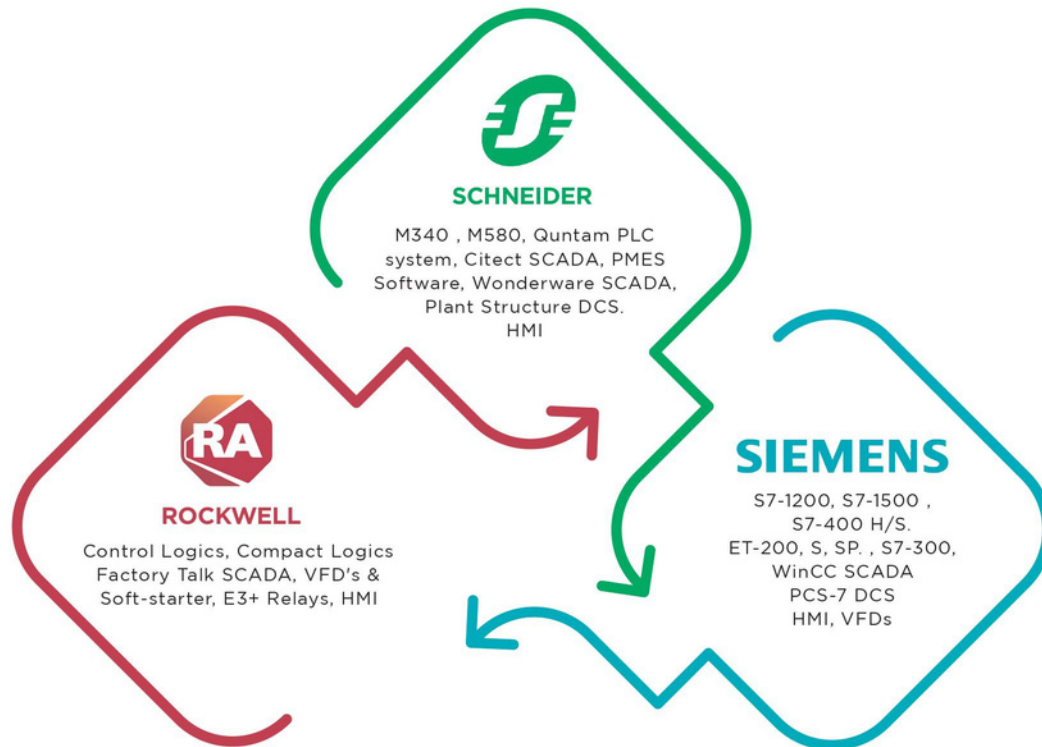 SCHNEIDER
M340 , M580, Quntam PLC
system, Citect SCADA, PMES
Software, Wonderware SCADA,
Plant Structure DCS.
HMI
RA
ROCKWELL
Control Logics, Compact Logics
Factory Talk SCADA, VFD's &
Soft-starter, E3+ Relays, HMI
SIEMENS
S7-1200, S7-1500 ,
S7-400 H/S.
ET-200, S, SP. , S7-300,
WinCC SCADA
PCS-7 DCS
HMI, VFDs